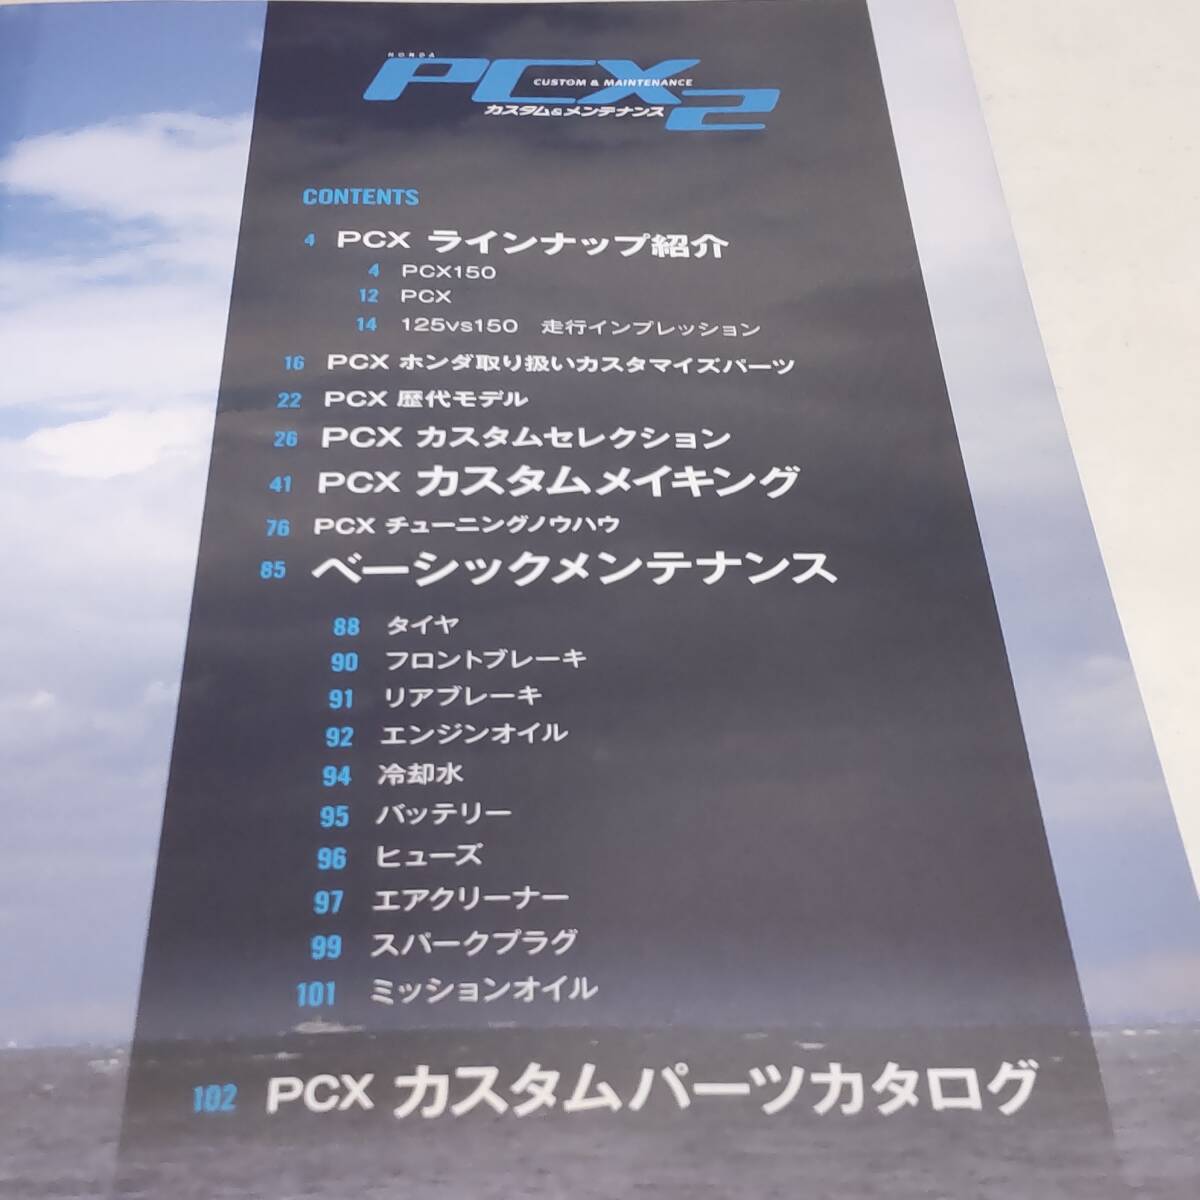 HONDA
PCX2
CUSTOM & MAINTENANCE
カスタム&メンテナンス
CONTENTS
4 PCX ラインナップ紹介
4 PCX150
12 PCX
14 125vs150 走行インプレッション
16 PCX ホンダ取り扱いカスタマイズパーツ
22 PCX 歴代モデル
26 PCX カスタムセレクション
41 PCX カスタムメイキング
76 PCX チューニングノウハウ
85 ベーシックメンテナンス
88 タイヤ
90 フロントブレーキ
91 リアブレーキ
92 エンジンオイル
94 冷却水
95 バッテリー
96 ヒューズ
97 エアクリーナー
99 スパークプラグ
101 ミッションオイル
102 PCX カスタムパーツカタログ